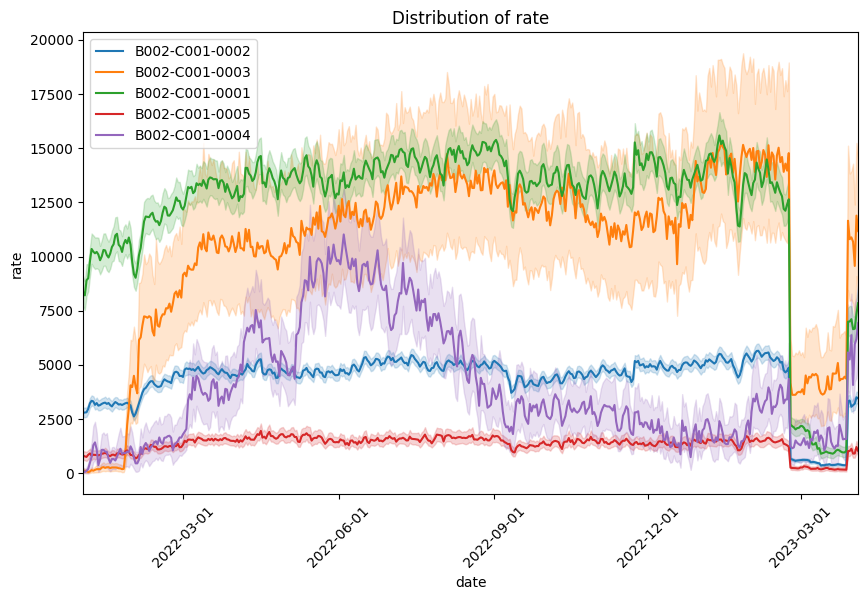 Distribution of rate
20000
17500
15000
12500
10000
7500
5000
2500
0
rate
B002-C001-0002
B002-C001-0003
B002-C001-0001
B002-C001-0005
B002-C001-0004
2022-03-01
2022-06-01
2022-09-01
2022-12-01
2023-03-01
date